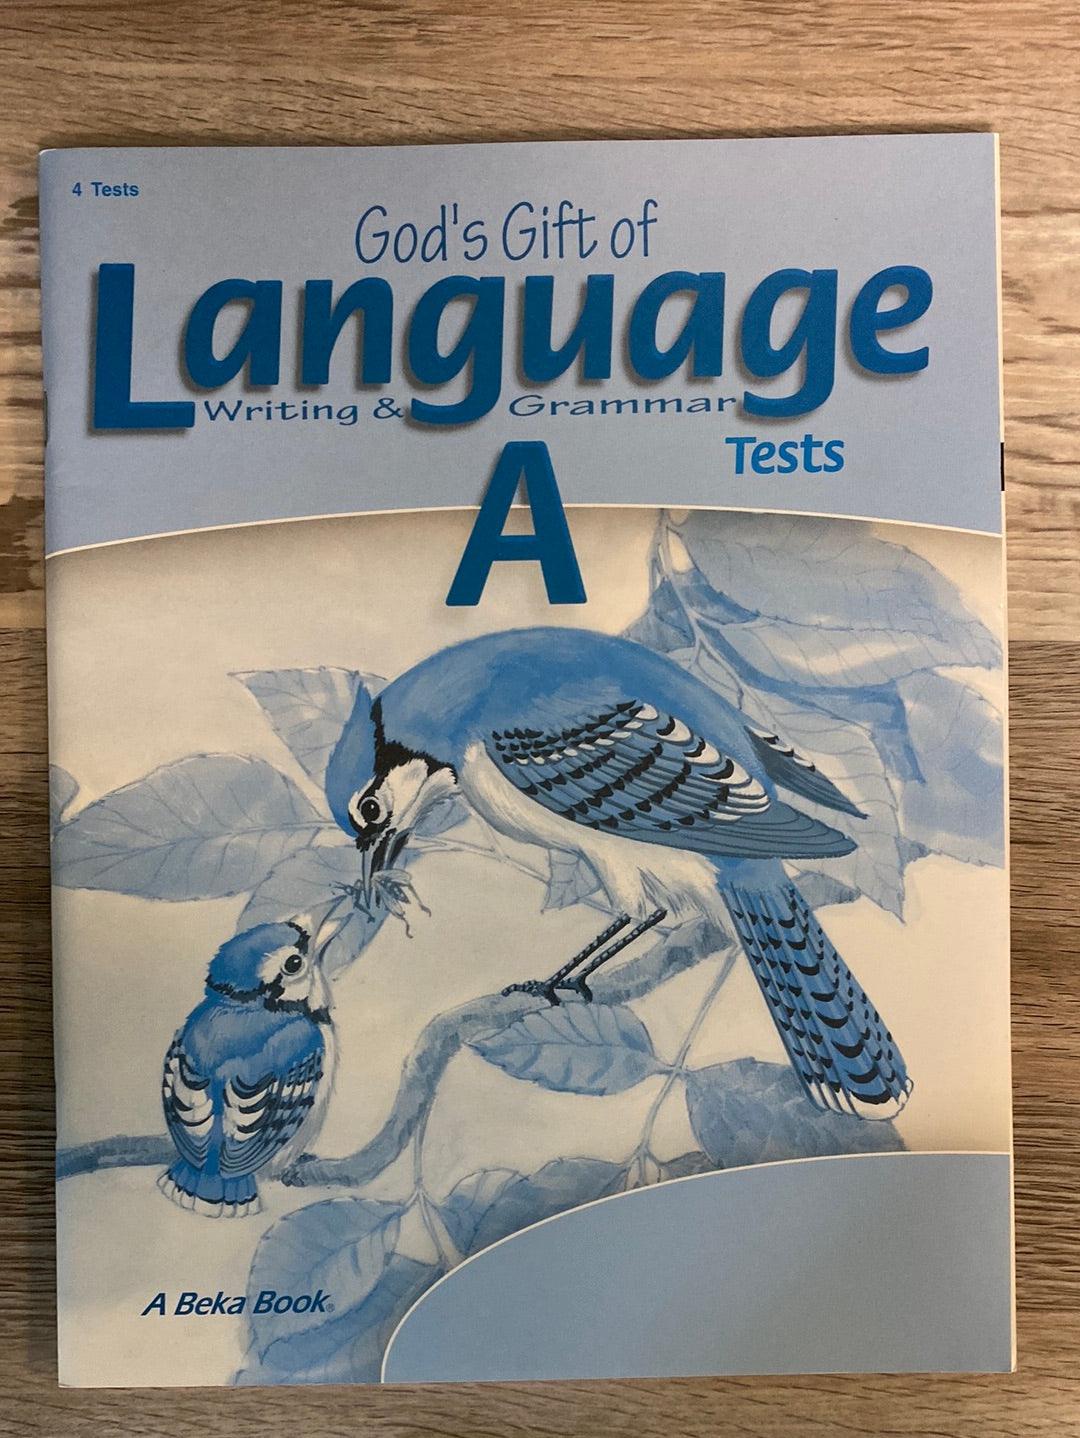 4 Tests
God's Gift of
Language
Writing & Grammar
Tests
A
A Beka Book®